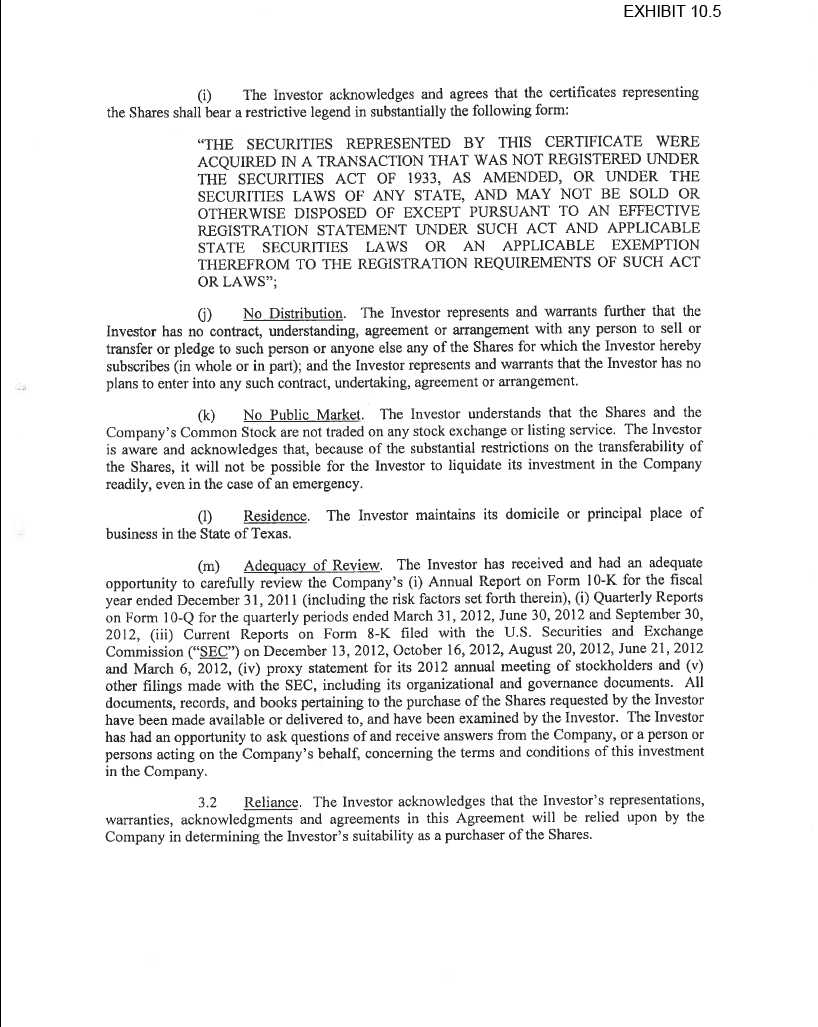 EXHIBIT 10.5
(i) The Investor acknowledges and agrees that the certificates representing
the Shares shall bear a restrictive legend in substantially the following form:
“THE SECURITIES REPRESENTED BY THIS CERTIFICATE WERE
ACQUIRED IN A TRANSACTION THAT WAS NOT REGISTERED UNDER
THE SECURITIES ACT OF 1933, AS AMENDED, OR UNDER THE
SECURITIES LAWS OF ANY STATE, AND MAY NOT BE SOLD OR
OTHERWISE DISPOSED OF EXCEPT PURSUANT TO AN EFFECTIVE
REGISTRATION STATEMENT UNDER SUCH ACT AND APPLICABLE
STATE SECURITIES LAWS OR AN APPLICABLE EXEMPTION
THEREFROM TO THE REGISTRATION REQUIREMENTS OF SUCH ACT
OR LAWS”;
(j) No Distribution. The Investor represents and warrants further that the
Investor has no contract, understanding, agreement or arrangement with any person to sell or
transfer or pledge to such person or anyone else any of the Shares for which the Investor hereby
subscribes (in whole or in part); and the Investor represents and warrants that the Investor has no
plans to enter into any such contract, undertaking, agreement or arrangement.
(k) No Public Market. The Investor understands that the Shares and the
Company’s Common Stock are not traded on any stock exchange or listing service. The Investor
is aware and acknowledges that, because of the substantial restrictions on the transferability of
the Shares, it will not be possible for the Investor to liquidate its investment in the Company
readily, even in the case of an emergency.
(l) Residence. The Investor maintains its domicile or principal place of
business in the State of Texas.
(m) Adequacy of Review. The Investor has received and had an adequate
opportunity to carefully review the Company’s (i) Annual Report on Form 10-K for the fiscal
year ended December 31, 2011 (including the risk factors set forth therein), (i) Quarterly Reports
on Form 10-Q for the quarterly periods ended March 31, 2012, June 30, 2012 and September 30,
2012, (iii) Current Reports on Form 8-K filed with the U.S. Securities and Exchange
Commission (“SEC”) on December 13, 2012, October 16, 2012, August 20, 2012, June 21, 2012
and March 6, 2012, (iv) proxy statement for its 2012 annual meeting of stockholders and (v)
other filings made with the SEC, including its organizational and governance documents. All
documents, records, and books pertaining to the purchase of the Shares requested by the Investor
have been made available or delivered to, and have been examined by the Investor. The Investor
has had an opportunity to ask questions of and receive answers from the Company, or a person or
persons acting on the Company’s behalf, concerning the terms and conditions of this investment
in the Company.
3.2 Reliance. The Investor acknowledges that the Investor’s representations,
warranties, acknowledgments and agreements in this Agreement will be relied upon by the
Company in determining the Investor’s suitability as a purchaser of the Shares.